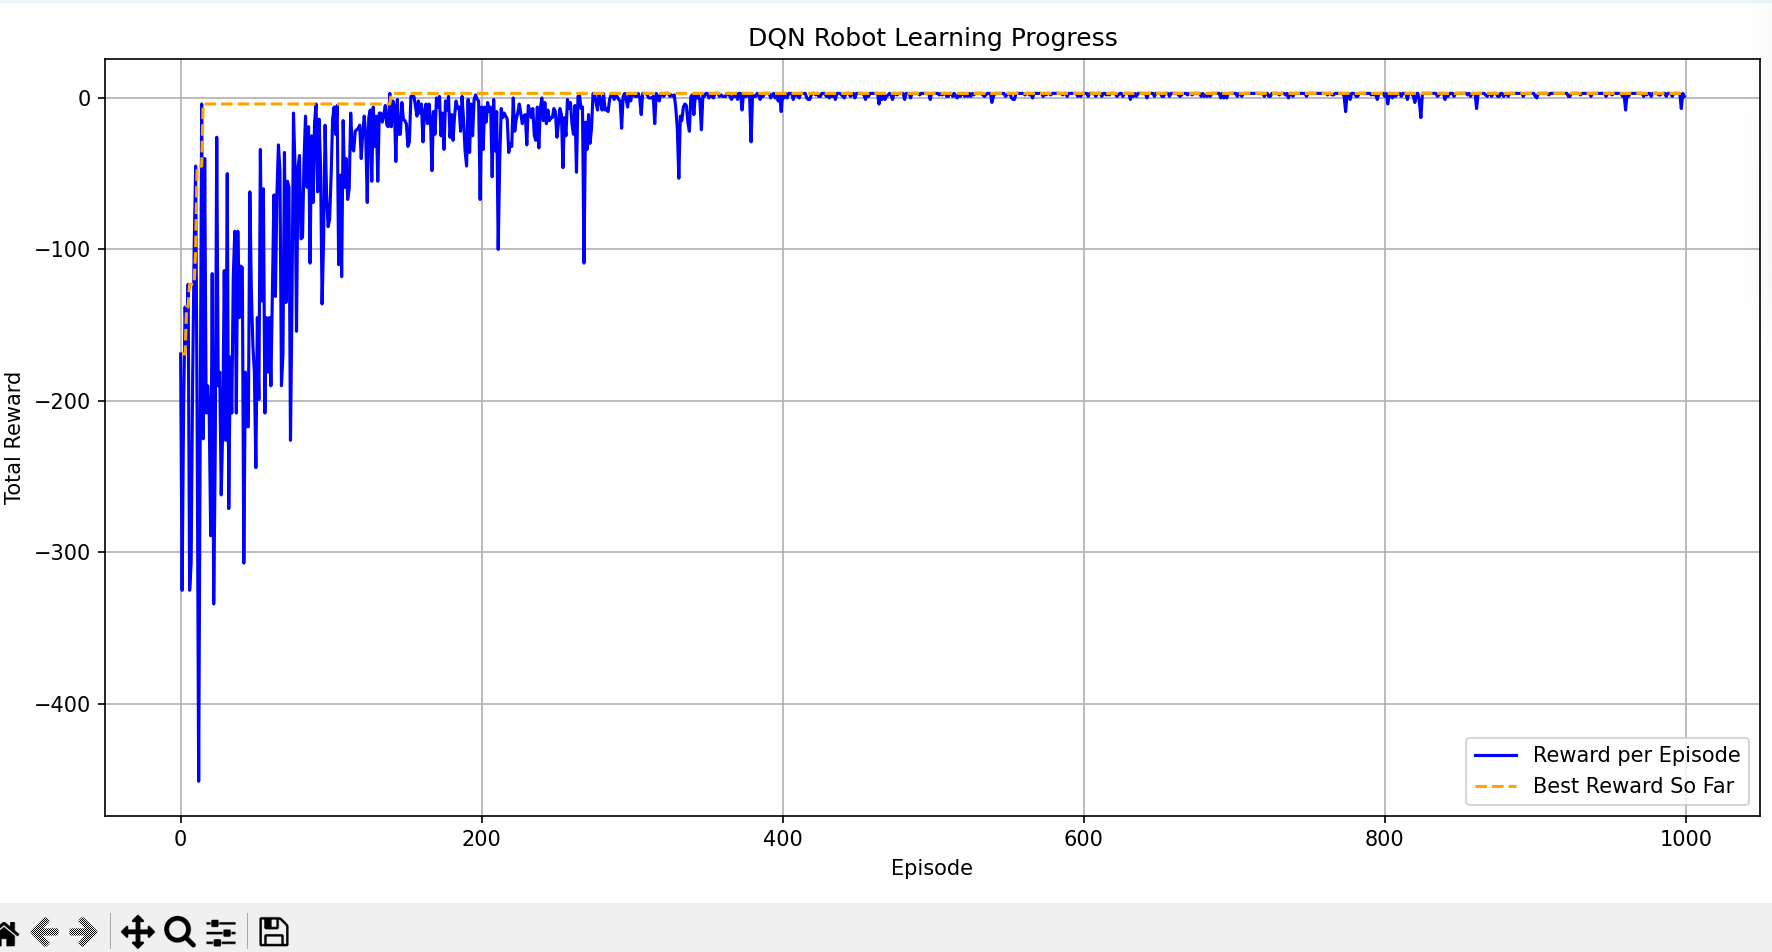 DQN Robot Learning Progress
0
−100
−200
−300
−400
Total Reward
Reward per Episode
Best Reward So Far
0 200 400 600 800 1000
Episode